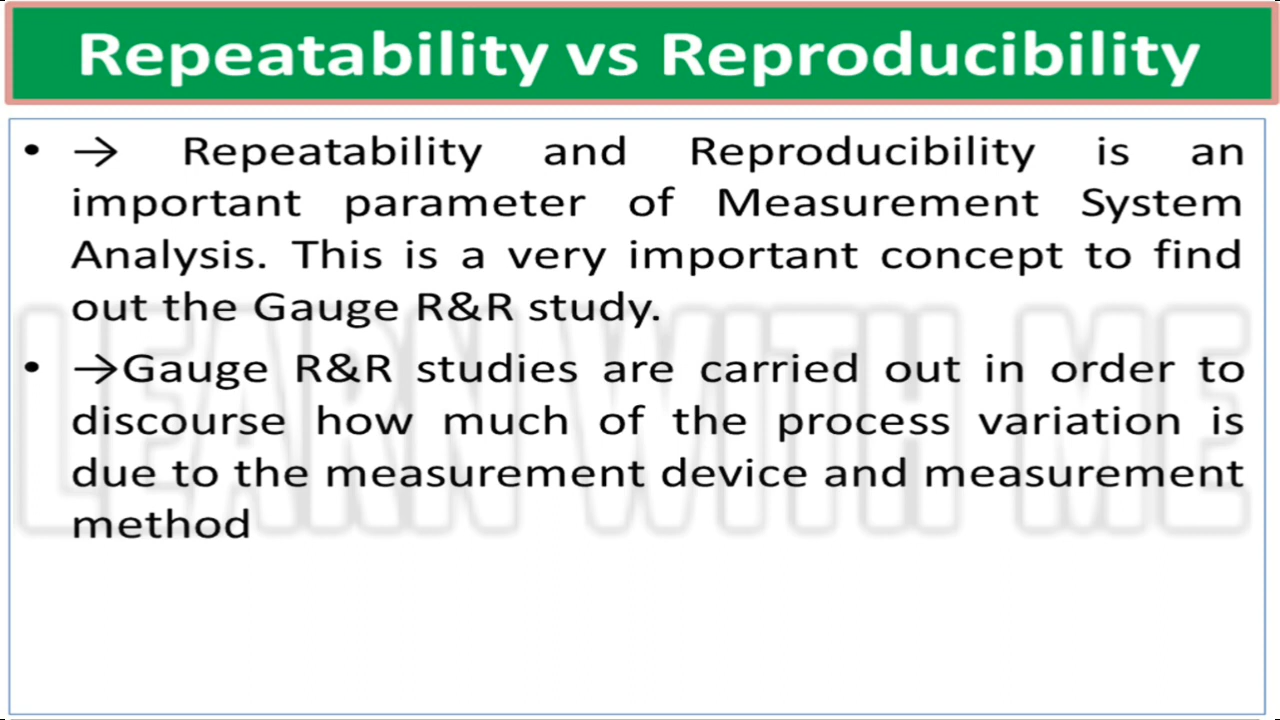 Repeatability vs Reproducibility
• → Repeatability and Reproducibility is an
important parameter of Measurement System
Analysis. This is a very important concept to find
out the Gauge R&R study.
• →Gauge R&R studies are carried out in order to
discourse how much of the process variation is
due to the measurement device and measurement
method
LEARN WITH ME